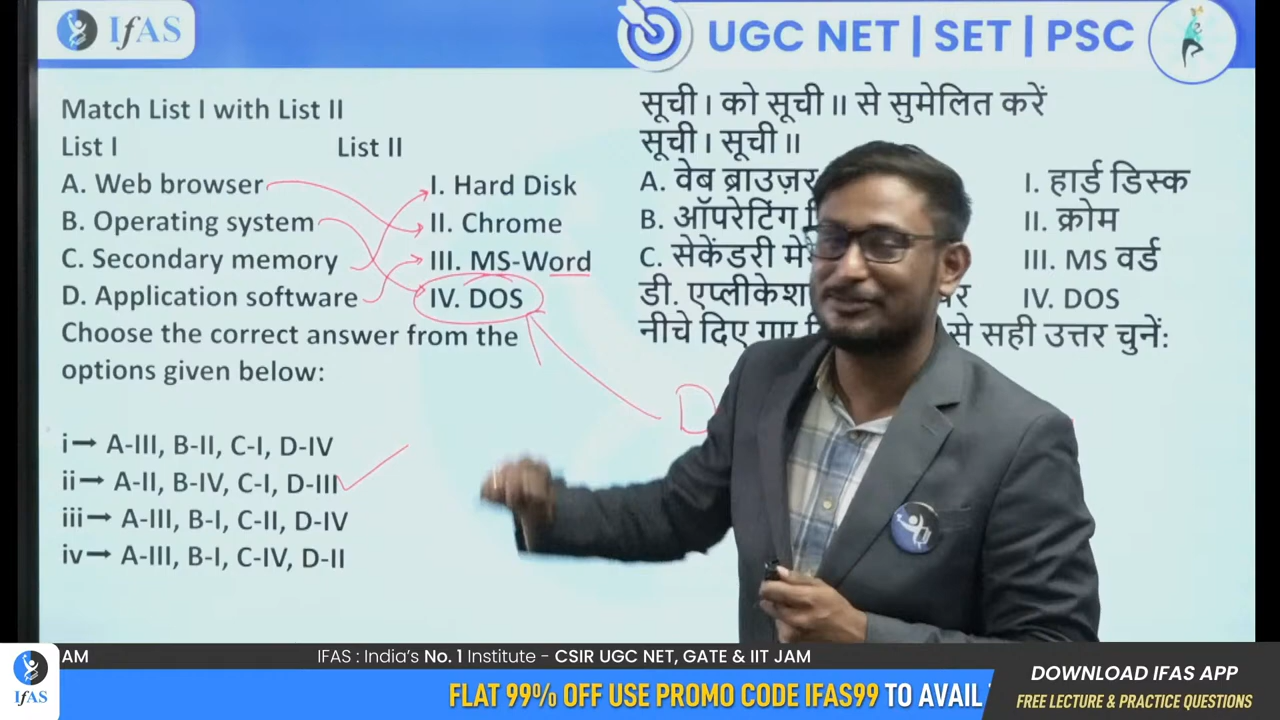 IfAS
UGC NET | SET | PSC
Match List I with List II
List I List II
A. Web browser I. Hard Disk
B. Operating system II. Chrome
C. Secondary memory III. MS-Word
D. Application software IV. DOS
Choose the correct answer from the
options given below:
i→ A-III, B-II, C-I, D-IV
ii→ A-II, B-IV, C-I, D-III
iii→ A-III, B-I, C-II, D-IV
iv→ A-III, B-I, C-IV, D-II
सूची । को सूची ॥ से सुमेलित करें
सूची । सूची ॥
A. वेब ब्राउज़र I. हार्ड डिस्क
B. ऑपरेटिंग II. क्रोम
C. सेकेंडरी III. MS वर्ड
डी. IV. DOS
नीचे दिए गए से सही उत्तर चुनें:
D
AM IFAS : India's No. 1 Institute - CSIR UGC NET, GATE & IIT JAM
IfAS
FLAT 99% OFF USE PROMO CODE IFAS99 TO AVAIL
DOWNLOAD IFAS APP
FREE LECTURE & PRACTICE QUESTIONS